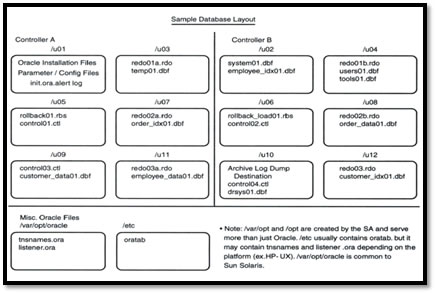 Sample Database Layout
Controller A
Controller B
/u01
/u03
/u02
/u04
Oracle Installation Files
Parameter / Config Files
init.ora.alert log
redo01a.rdo
temp01.dbf
system01.dbf
employee_idx01.dbf
redo01b.rdo
users01.dbf
tools01.dbf
/u05
/u07
/u06
/u08
rollback01.rbs
control01.ctl
redo02a.rdo
order_idx01.dbf
rollback_load01.rbs
control02.ctl
redo02b.rdo
order_data01.dbf
/u09
/u11
/u10
/u12
control03.ctl
customer_data01.dbf
redo03a.rdo
employee_data01.dbf
Archive Log Dump
Destination
control04.ctl
drsys01.dbf
redo03.rdo
customer_idx01.dbf
Misc. Oracle Files
/var/opt/oracle
/etc
tnsnames.ora
listener.ora
oratab
• Note: /var/opt and /opt are created by the SA and serve
more than just Oracle. /etc usually contains oratab. but it
may contain tnsnames and listener .ora depending on the
platform (ex.HP- UX). /var/opt/oracle is common to
Sun Solaris.